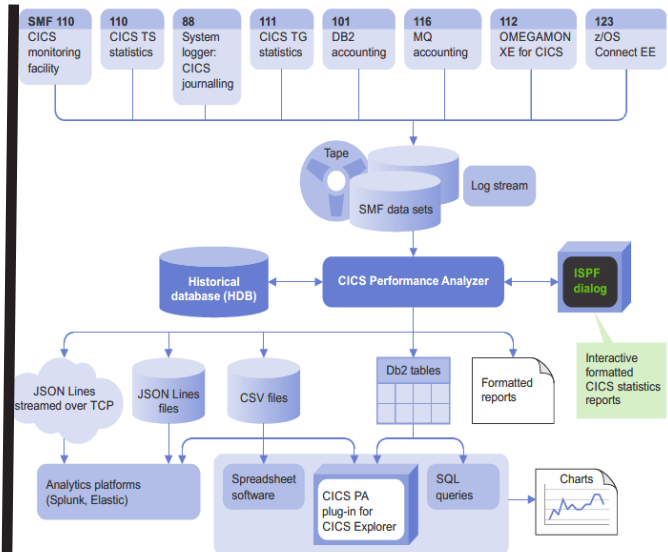 SMF 110
CICS
monitoring
facility
110
CICS TS
statistics
88
System
logger:
CICS
journalling
111
CICS TG
statistics
101
DB2
accounting
116
MQ
accounting
112
OMEGAMON
XE for CICS
123
z/OS
Connect EE
Tape
SMF data sets
Log stream
Historical
database (HDB)
CICS Performance Analyzer
ISPF
dialog
Interactive
formatted
CICS statistics
reports
JSON Lines
streamed over TCP
JSON Lines
files
CSV files
Db2 tables
Formatted
reports
Analytics platforms
(Splunk, Elastic)
Spreadsheet
software
CICS PA
plug-in for
CICS Explorer
SQL
queries
Charts